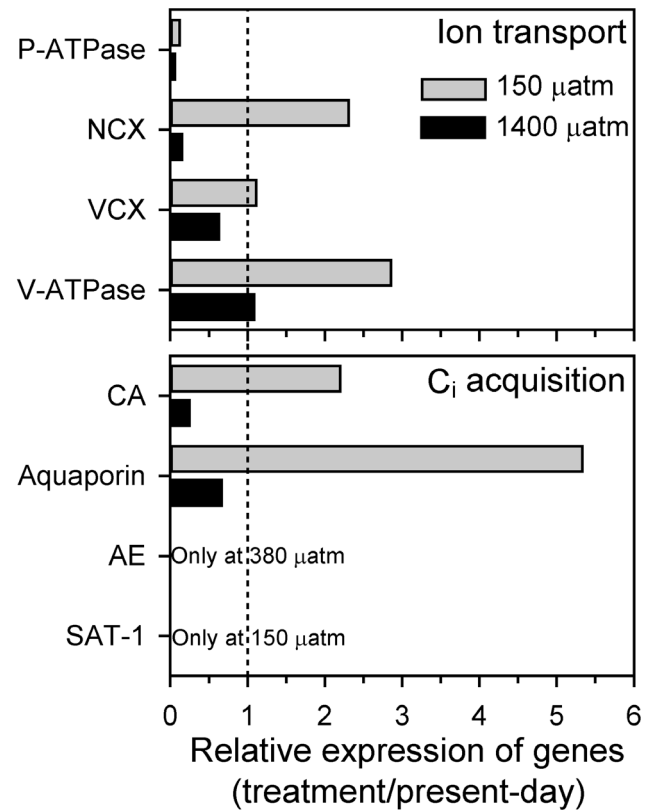 Ion transport
150 μatm
1400 μatm
P-ATPase
NCX
VCX
V-ATPase
Ci acquisition
CA
Aquaporin
AE
Only at 380 μatm
SAT-1
Only at 150 μatm
0 1 2 3 4 5 6
Relative expression of genes
(treatment/present-day)